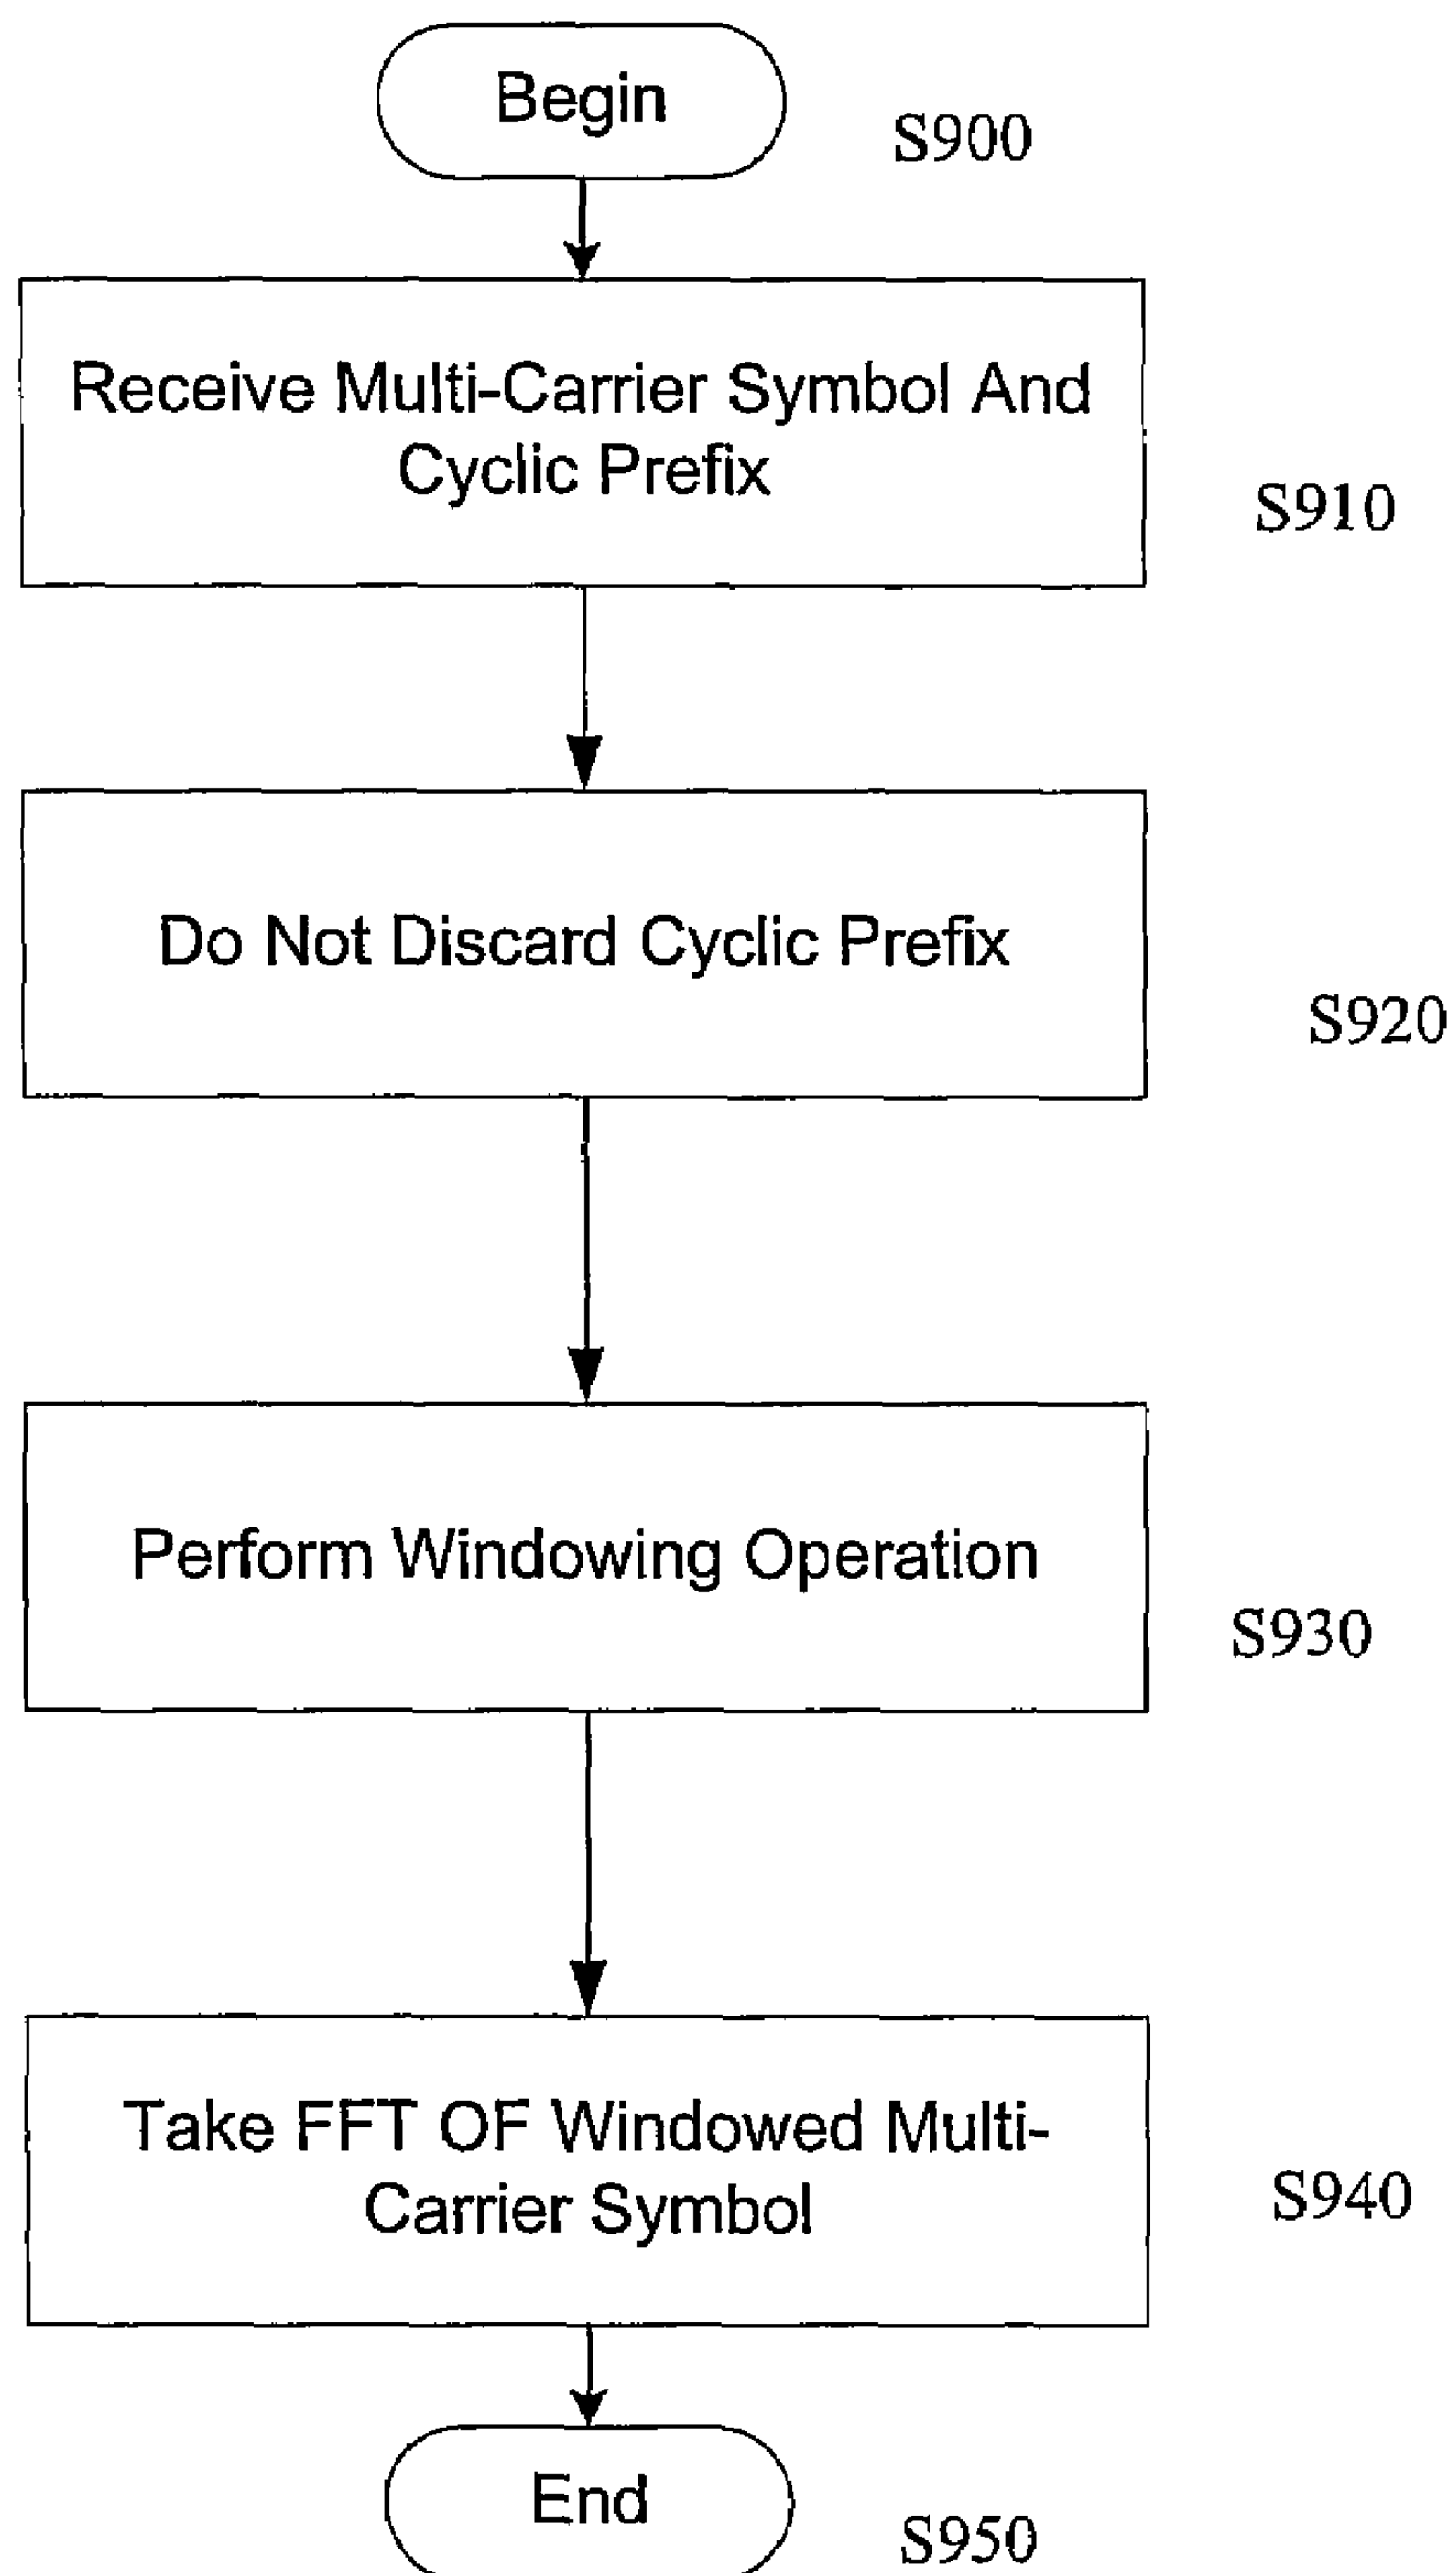 Begin
S900
Receive Multi-Carrier Symbol And
Cyclic Prefix
S910
Do Not Discard Cyclic Prefix
S920
Perform Windowing Operation
S930
Take FFT OF Windowed Multi-
Carrier Symbol
S940
End
S950